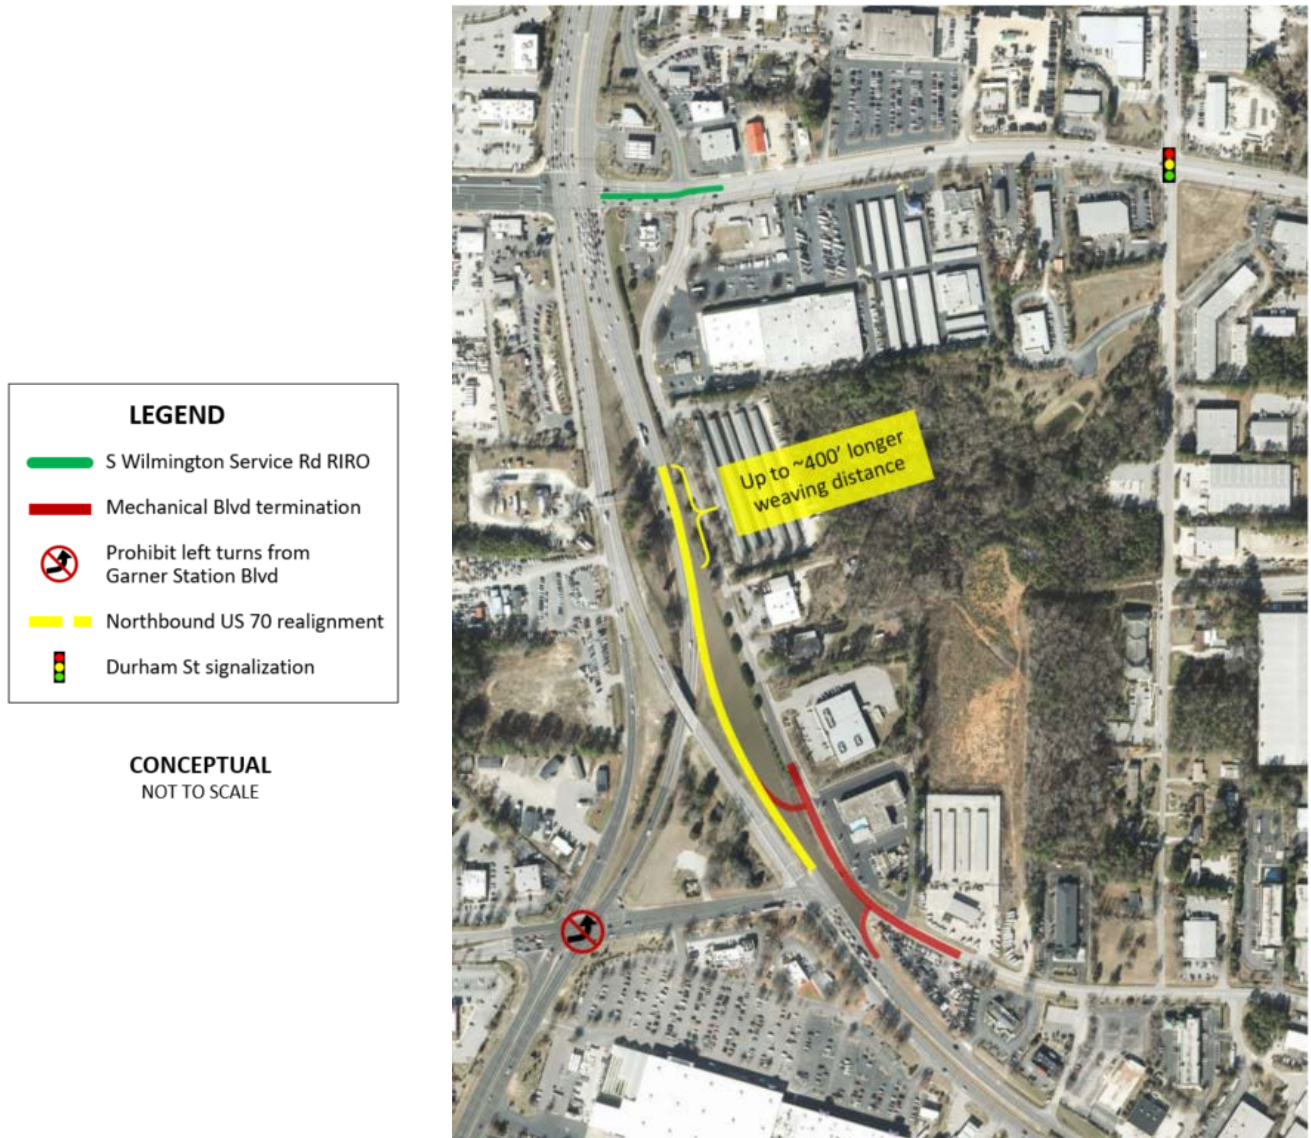 LEGEND
S Wilmington Service Rd RIRO
Mechanical Blvd termination
Prohibit left turns from
Garner Station Blvd
Northbound US 70 realignment
Durham St signalization
CONCEPTUAL
NOT TO SCALE
Up to ~400’ longer
weaving distance